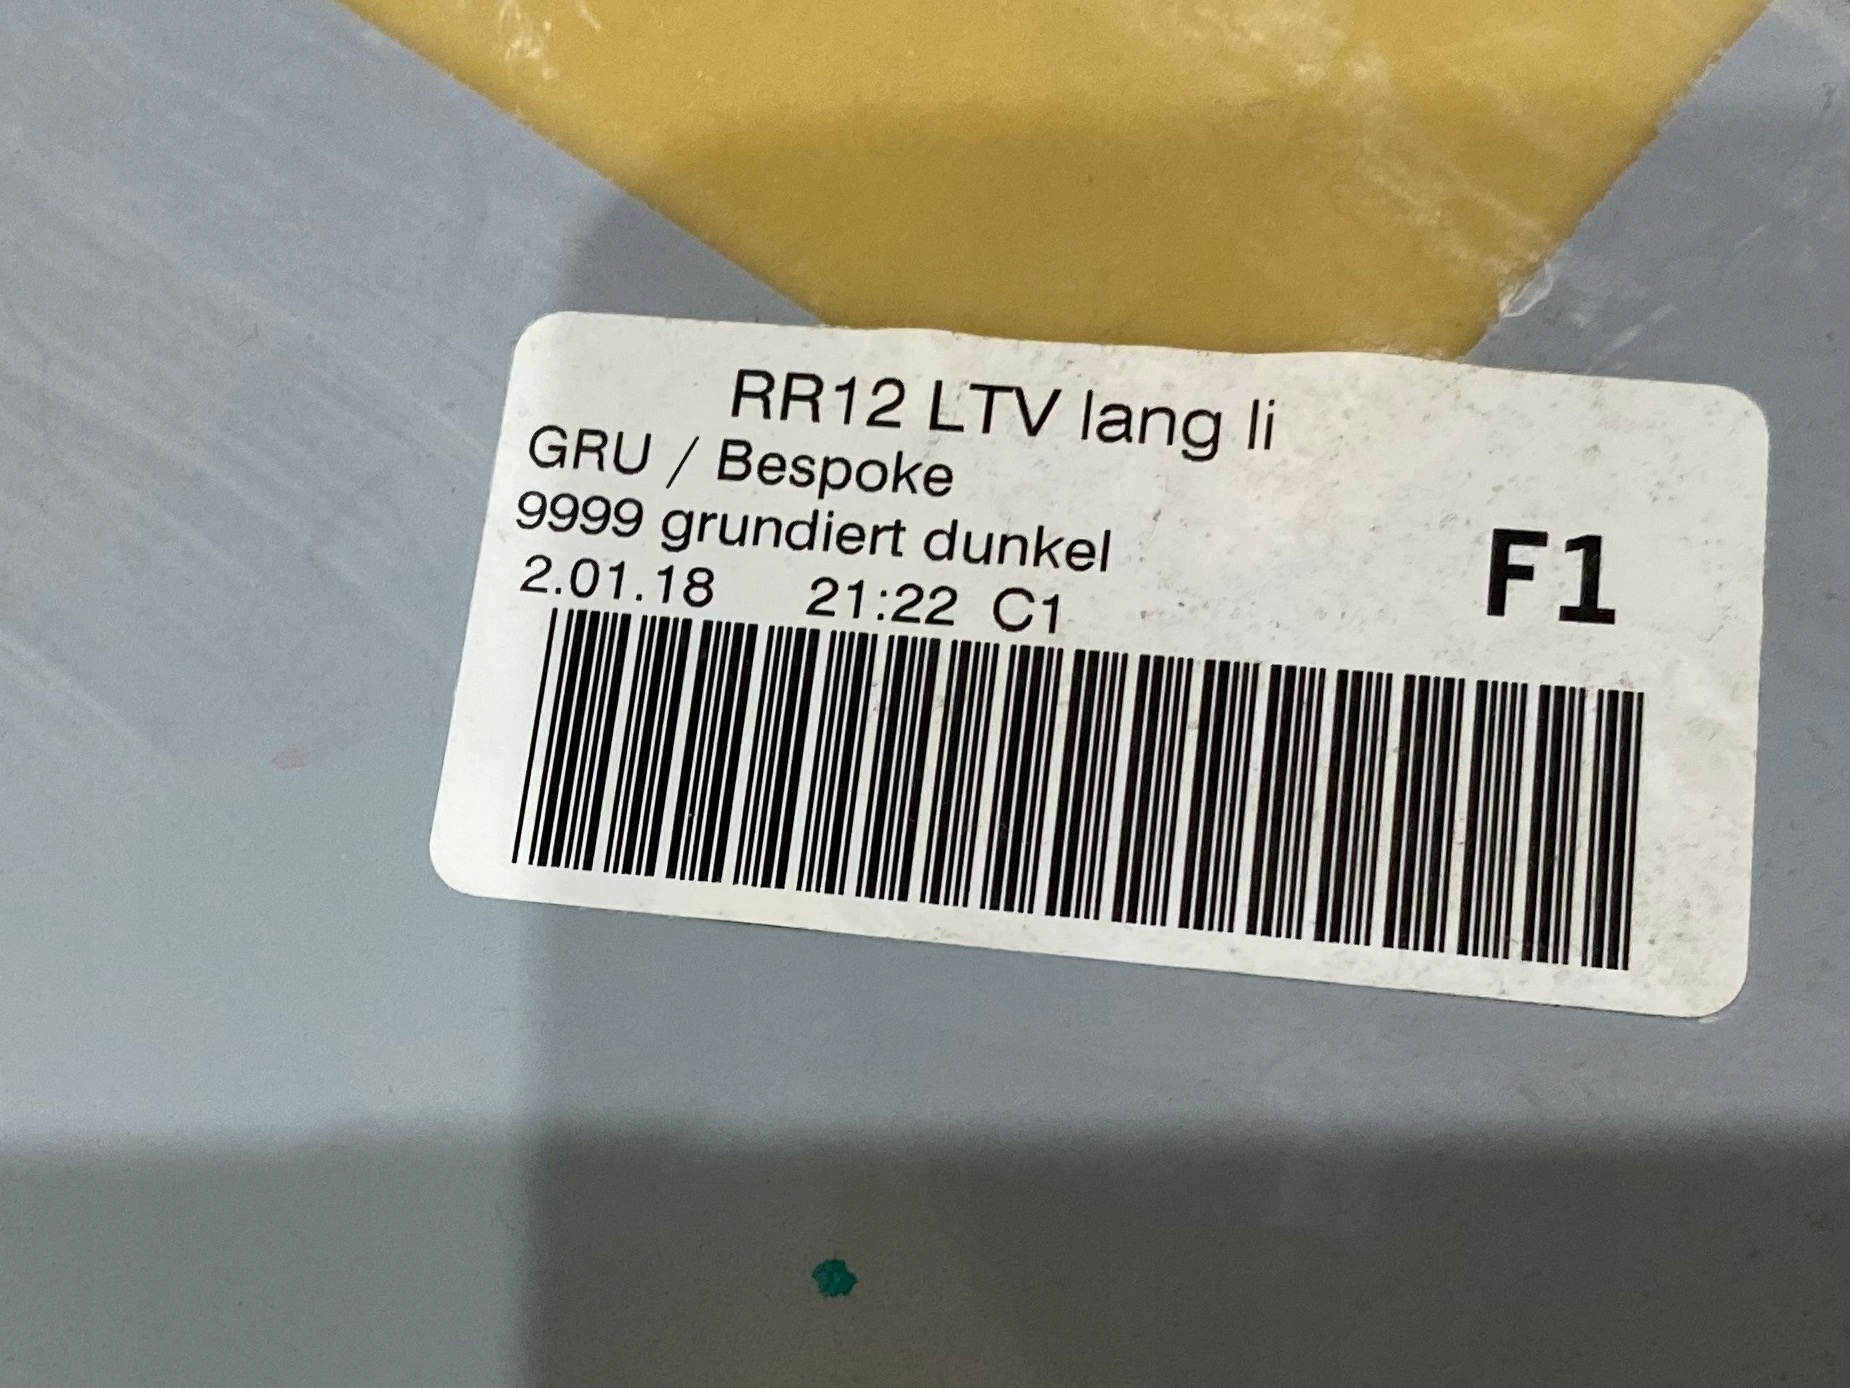 RR12 LTV lang li
GRU / Bespoke
9999 grundiert dunkel
2.01.18 21:22 C1
F1